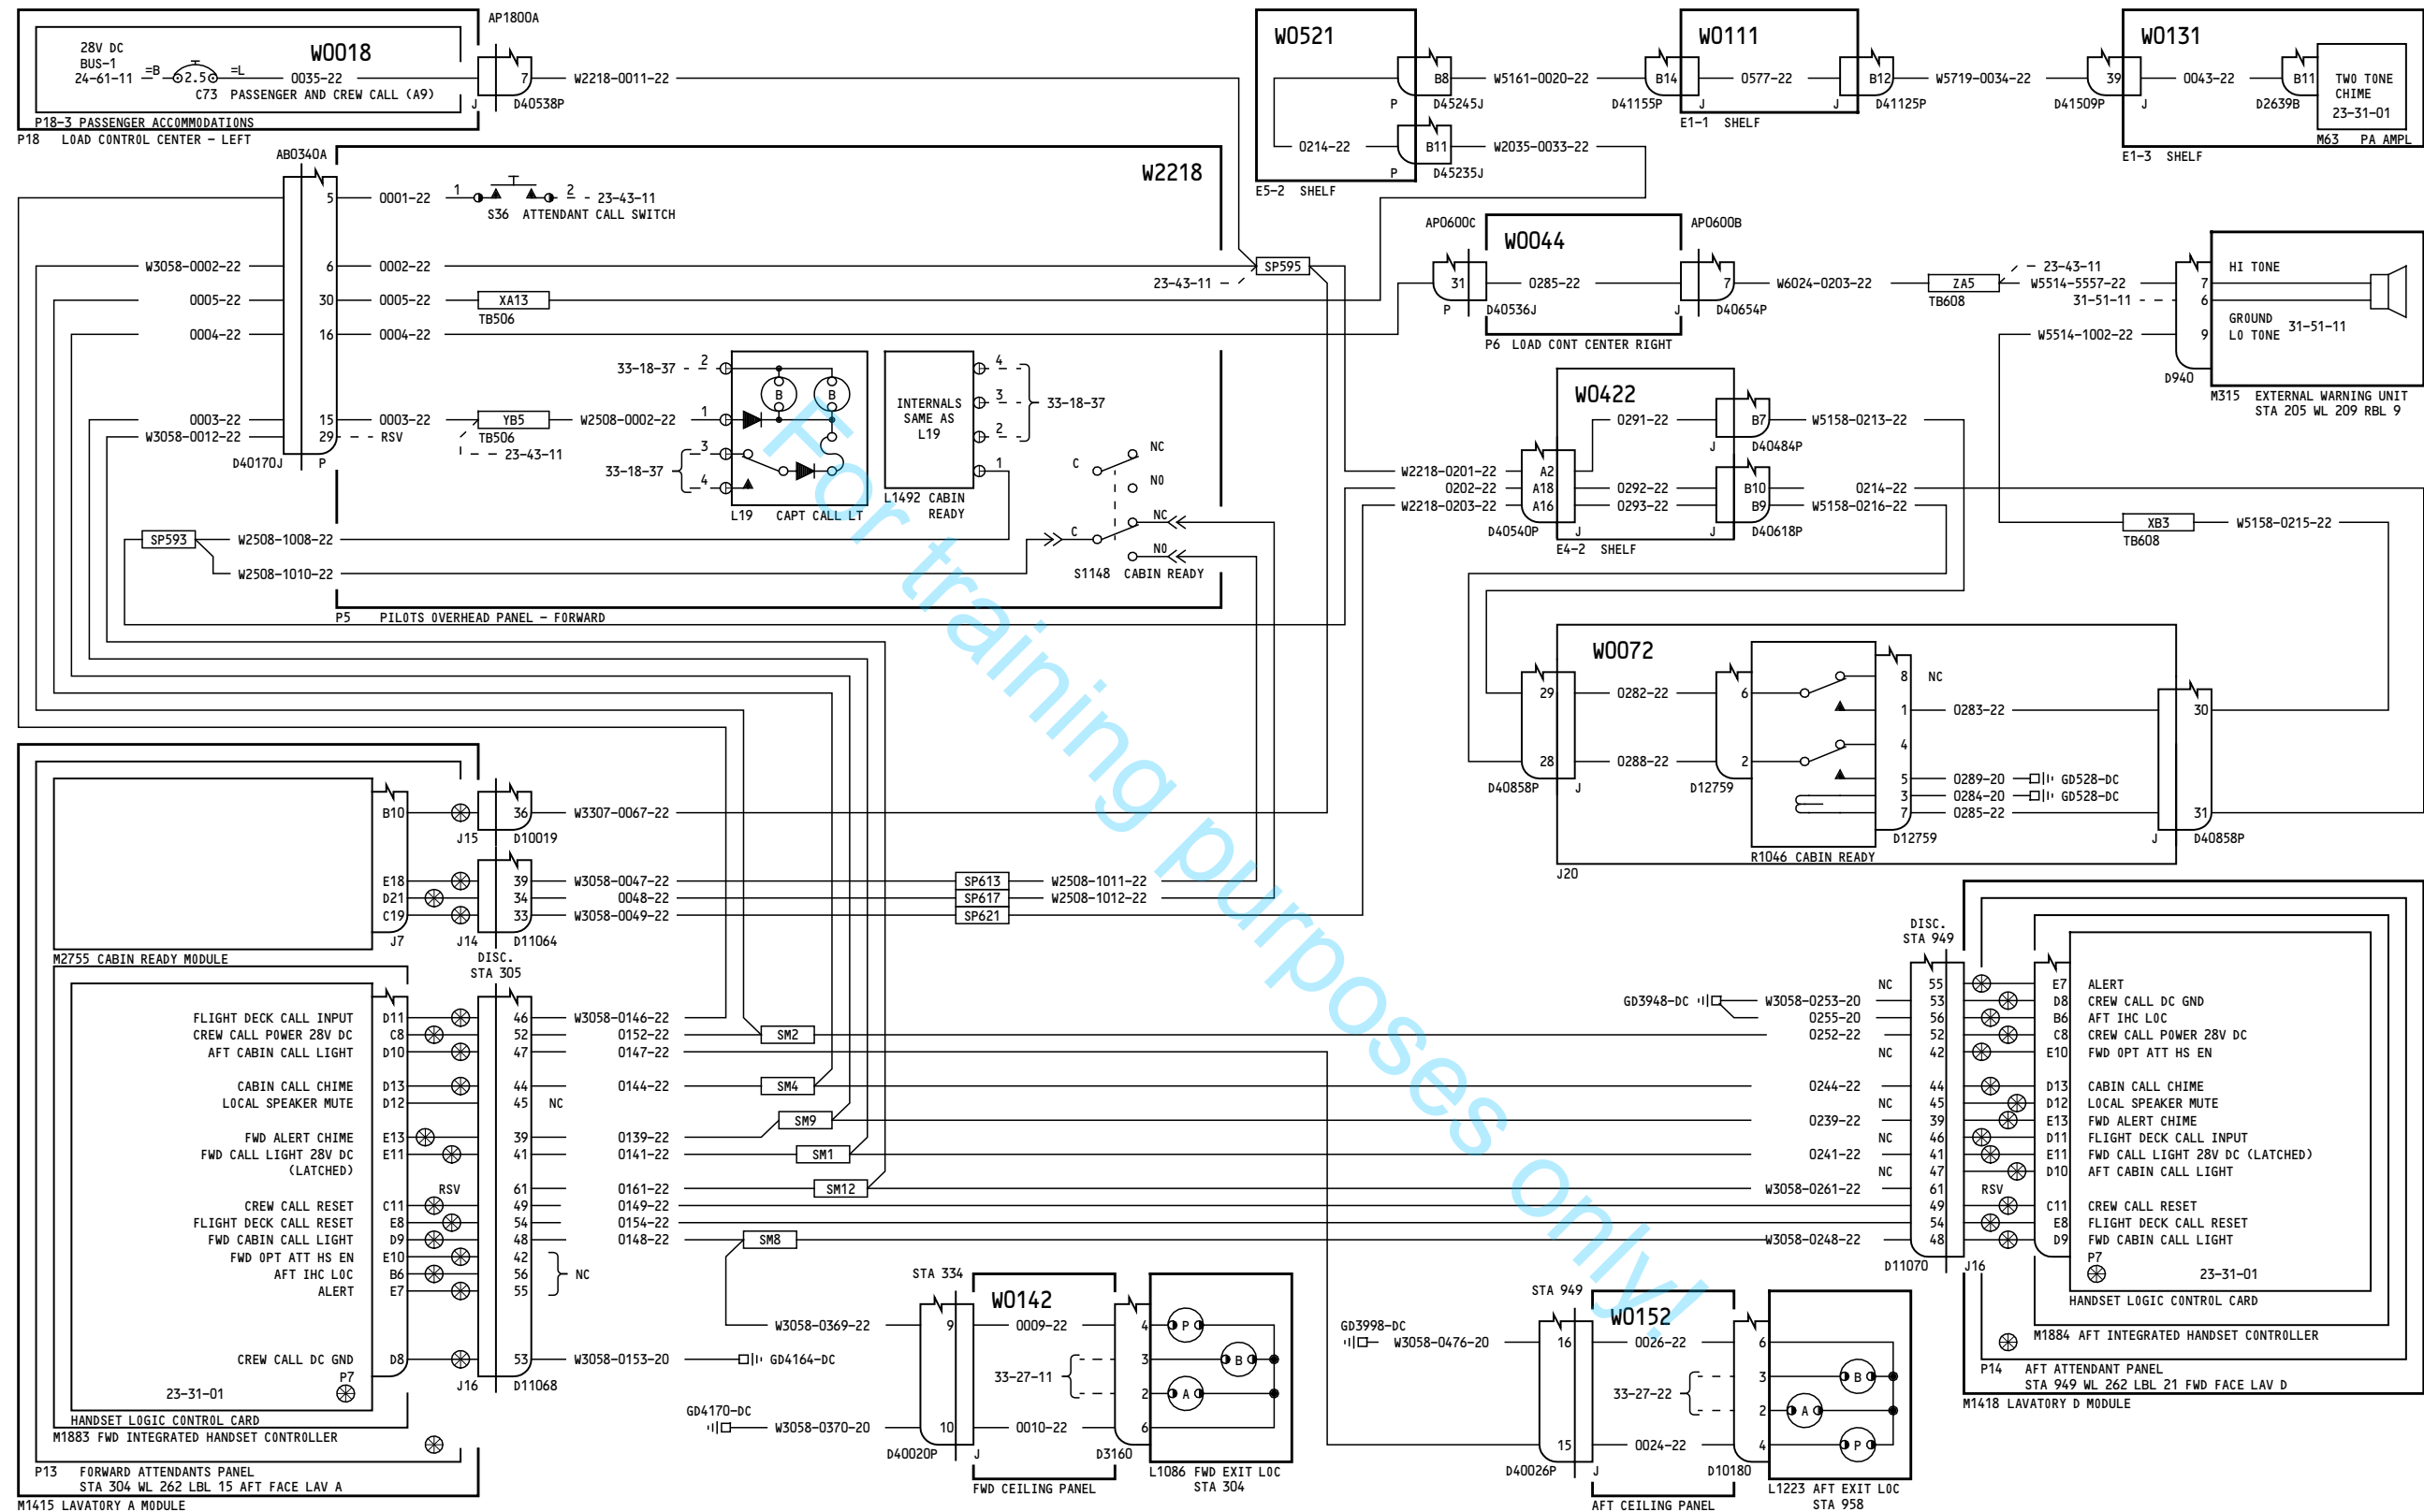 AP1800A
28V DC
BUS-1
24-61-11
=B
2.5
=L
W0018
0035-22
C73 PASSENGER AND CREW CALL (A9)
7
J
D40538P
W2218-0011-22
P18-3 PASSENGER ACCOMMODATIONS
P18 LOAD CONTROL CENTER - LEFT
W0521
B8
P
D45245J
0214-22
B11
P
D45235J
E5-2 SHELF
W5161-0020-22
W2035-0033-22
W0111
B14
D41155P
J
0577-22
B12
J
D41125P
E1-1 SHELF
W5719-0034-22
W0131
39
D41509P
J
0043-22
B11
D2639B
TWO TONE
CHIME
23-31-01
M63 PA AMPL
E1-3 SHELF
AB0340A
W2218
5
0001-22
1
2
23-43-11
S36 ATTENDANT CALL SWITCH
W3058-0002-22
6
0002-22
SP595
23-43-11
0005-22
30
0005-22
XA13
TB506
0004-22
16
0004-22
0003-22
15
0003-22
YB5
TB506
23-43-11
W2508-0002-22
W3058-0012-22
29
RSV
D40170J
P
33-18-37
2
1
3
33-18-37
4
B
B
L19 CAPT CALL LT
INTERNALS
SAME AS
L19
4
3
2
1
33-18-37
L1492 CABIN
READY
C
NC
NO
C
NC
NO
S1148 CABIN READY
SP593
W2508-1008-22
W2508-1010-22
P5 PILOTS OVERHEAD PANEL - FORWARD
AP0600C
W0044
AP0600B
31
P
D40536J
0285-22
7
J
D40654P
P6 LOAD CONT CENTER RIGHT
W6024-0203-22
ZA5
TB608
23-43-11
W5514-5557-22
31-51-11
W5514-1002-22
7
6
9
D940
HI TONE
GROUND
LO TONE
31-51-11
M315 EXTERNAL WARNING UNIT
STA 205 WL 209 RBL 9
W0422
0291-22
B7
J
D40484P
W5158-0213-22
W2218-0201-22
A2
0202-22
A18
0292-22
B10
0214-22
W2218-0203-22
A16
0293-22
B9
W5158-0216-22
D40540P
J
J
D40618P
E4-2 SHELF
XB3
TB608
W5158-0215-22
W0072
29
0282-22
6
8
NC
1
0283-22
30
4
28
0288-22
2
5
0289-20
GD528-DC
3
0284-20
GD528-DC
7
0285-22
31
D40858P
J
D12759
D12759
J
D40858P
R1046 CABIN READY
J20
B10
36
W3307-0067-22
J15
D10019
E18
39
W3058-0047-22
SP613
W2508-1011-22
D21
34
0048-22
SP617
W2508-1012-22
C19
33
W3058-0049-22
SP621
J7
J14
D11064
M2755 CABIN READY MODULE
DISC.
STA 305
FLIGHT DECK CALL INPUT D11 46 W3058-0146-22
CREW CALL POWER 28V DC C8 52 0152-22 SM2
AFT CABIN CALL LIGHT D10 47 0147-22
CABIN CALL CHIME D13 44 0144-22 SM4
LOCAL SPEAKER MUTE D12 45 NC
FWD ALERT CHIME E13 39 0139-22 SM9
FWD CALL LIGHT 28V DC E11 41 0141-22 SM1
(LATCHED)
RSV 61 0161-22 SM12
CREW CALL RESET C11 49 0149-22
FLIGHT DECK CALL RESET E8 54 0154-22
FWD CABIN CALL LIGHT D9 48 0148-22 SM8
FWD OPT ATT HS EN E10 42
AFT IHC LOC B6 56 NC
ALERT E7 55
CREW CALL DC GND D8 53 W3058-0153-20 GD4164-DC
P7
J16
D11068
23-31-01
HANDSET LOGIC CONTROL CARD
M1883 FWD INTEGRATED HANDSET CONTROLLER
P13 FORWARD ATTENDANTS PANEL
STA 304 WL 262 LBL 15 AFT FACE LAV A
M1415 LAVATORY A MODULE
STA 334
W0142
W3058-0369-22
9
0009-22
4
P
3
B
33-27-11
2
A
GD4170-DC
W3058-0370-20
10
0010-22
6
D40020P
J
D3160
FWD CEILING PANEL
L1086 FWD EXIT LOC
STA 304
STA 949
W0152
GD3998-DC
W3058-0476-20
16
0026-22
6
3
B
33-27-22
2
A
15
0024-22
4
P
D40026P
J
D10180
AFT CEILING PANEL
L1223 AFT EXIT LOC
STA 958
DISC.
STA 949
NC 55 E7 ALERT
GD3948-DC W3058-0253-20 53 D8 CREW CALL DC GND
0255-20 56 B6 AFT IHC LOC
0252-22 52 C8 CREW CALL POWER 28V DC
NC 42 E10 FWD OPT ATT HS EN
0244-22 44 D13 CABIN CALL CHIME
NC 45 D12 LOCAL SPEAKER MUTE
0239-22 39 E13 FWD ALERT CHIME
NC 46 D11 FLIGHT DECK CALL INPUT
0241-22 41 E11 FWD CALL LIGHT 28V DC (LATCHED)
NC 47 D10 AFT CABIN CALL LIGHT
W3058-0261-22 61 RSV
49 C11 CREW CALL RESET
54 E8 FLIGHT DECK CALL RESET
W3058-0248-22 48 D9 FWD CABIN CALL LIGHT
D11070
J16
P7
23-31-01
HANDSET LOGIC CONTROL CARD
M1884 AFT INTEGRATED HANDSET CONTROLLER
P14 AFT ATTENDANT PANEL
STA 949 WL 262 LBL 21 FWD FACE LAV D
M1418 LAVATORY D MODULE
For training purposes only!